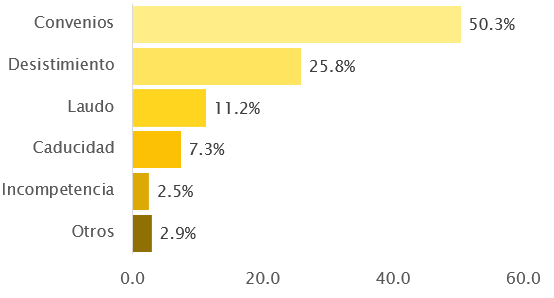 Convenios 50.3%
Desistimiento 25.8%
Laudo 11.2%
Caducidad 7.3%
Incompetencia 2.5%
Otros 2.9%
0.0 20.0 40.0 60.0